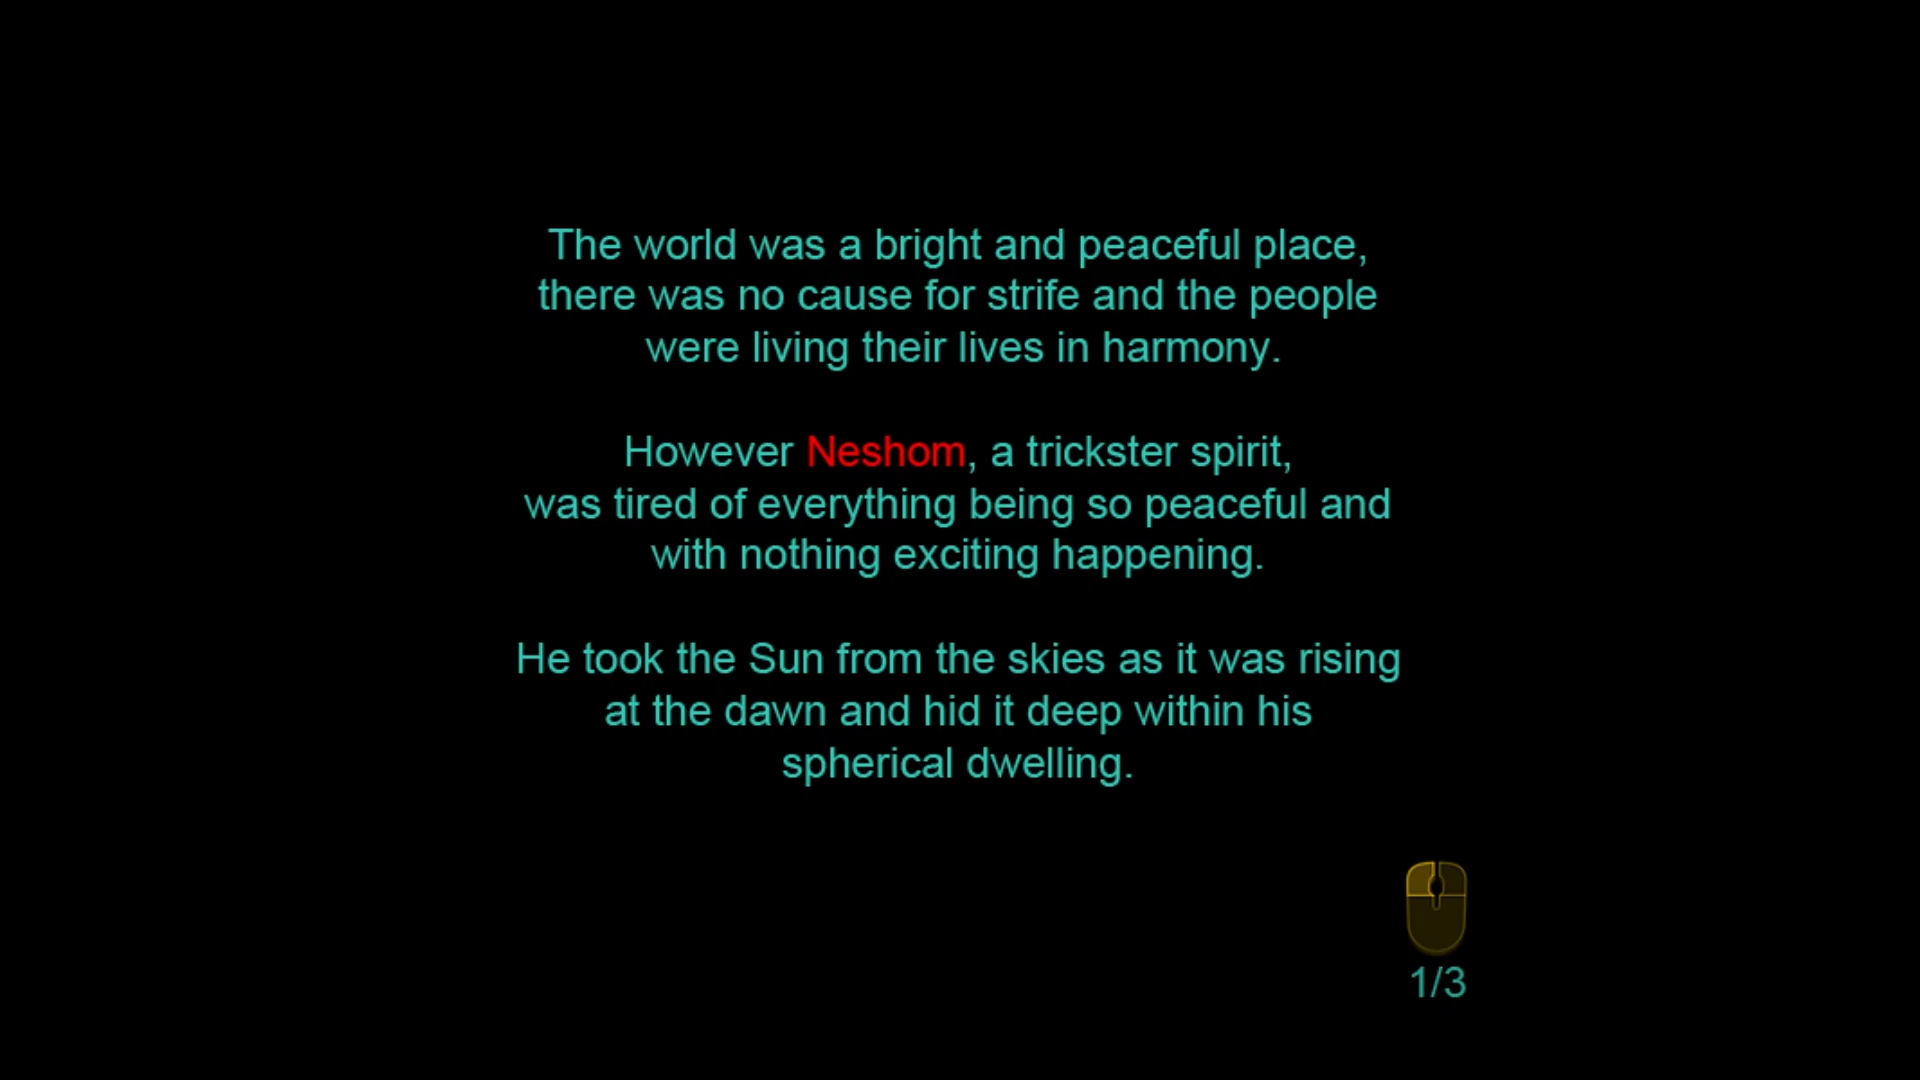 The world was a bright and peaceful place,
there was no cause for strife and the people
were living their lives in harmony.
However Neshom, a trickster spirit,
was tired of everything being so peaceful and
with nothing exciting happening.
He took the Sun from the skies as it was rising
at the dawn and hid it deep within his
spherical dwelling.
1/3